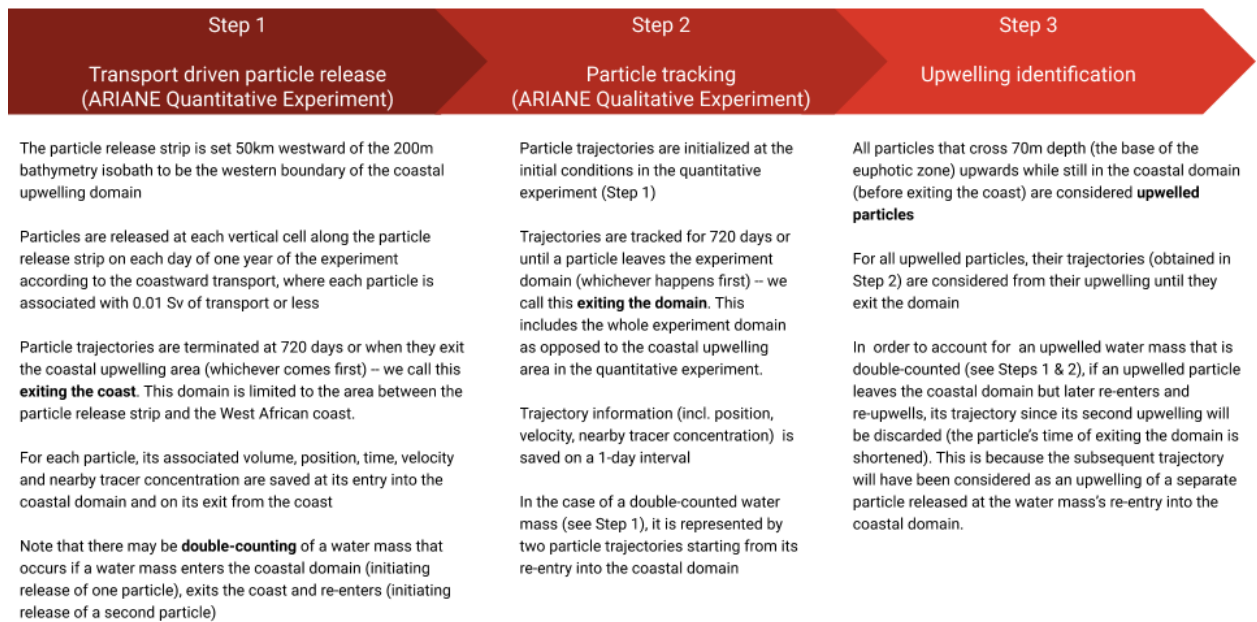 Step 1
Transport driven particle release
(ARIANE Quantitative Experiment)
The particle release strip is set 50km westward of the 200m
bathymetry isobath to be the western boundary of the coastal
upwelling domain
Particles are released at each vertical cell along the particle
release strip on each day of one year of the experiment
according to the coastward transport, where each particle is
associated with 0.01 Sv of transport or less
Particle trajectories are terminated at 720 days or when they exit
the coastal upwelling area (whichever comes first) – we call this
exiting the coast. This domain is limited to the area between the
particle release strip and the West African coast.
For each particle, its associated volume, position, time, velocity
and nearby tracer concentration are saved at its entry into the
coastal domain and on its exit from the coast
Note that there may be double-counting of a water mass that
occurs if a water mass enters the coastal domain (initiating
release of one particle), exits the coast and re-enters (initiating
release of a second particle)
Step 2
Particle tracking
(ARIANE Qualitative Experiment)
Particle trajectories are initialized at the
initial conditions in the quantitative
experiment (Step 1)
Trajectories are tracked for 720 days or
until a particle leaves the experiment
domain (whichever happens first) – we
call this exiting the domain. This
includes the whole experiment domain
as opposed to the coastal upwelling
area in the quantitative experiment.
Trajectory information (incl. position,
velocity, nearby tracer concentration) is
saved on a 1-day interval
In the case of a double-counted water
mass (see Step 1), it is represented by
two particle trajectories starting from its
re-entry into the coastal domain
Step 3
Upwelling identification
All particles that cross 70m depth (the base of the
euphotic zone) upwards while still in the coastal domain
(before exiting the coast) are considered upwelled
particles
For all upwelled particles, their trajectories (obtained in
Step 2) are considered from their upwelling until they
exit the domain
In order to account for an upwelled water mass that is
double-counted (see Steps 1 & 2), if an upwelled particle
leaves the coastal domain but later re-enters and
re-upwells, its trajectory since its second upwelling will
be discarded (the particle's time of exiting the domain is
shortened). This is because the subsequent trajectory
will have been considered as an upwelling of a separate
particle released at the water mass's re-entry into the
coastal domain.